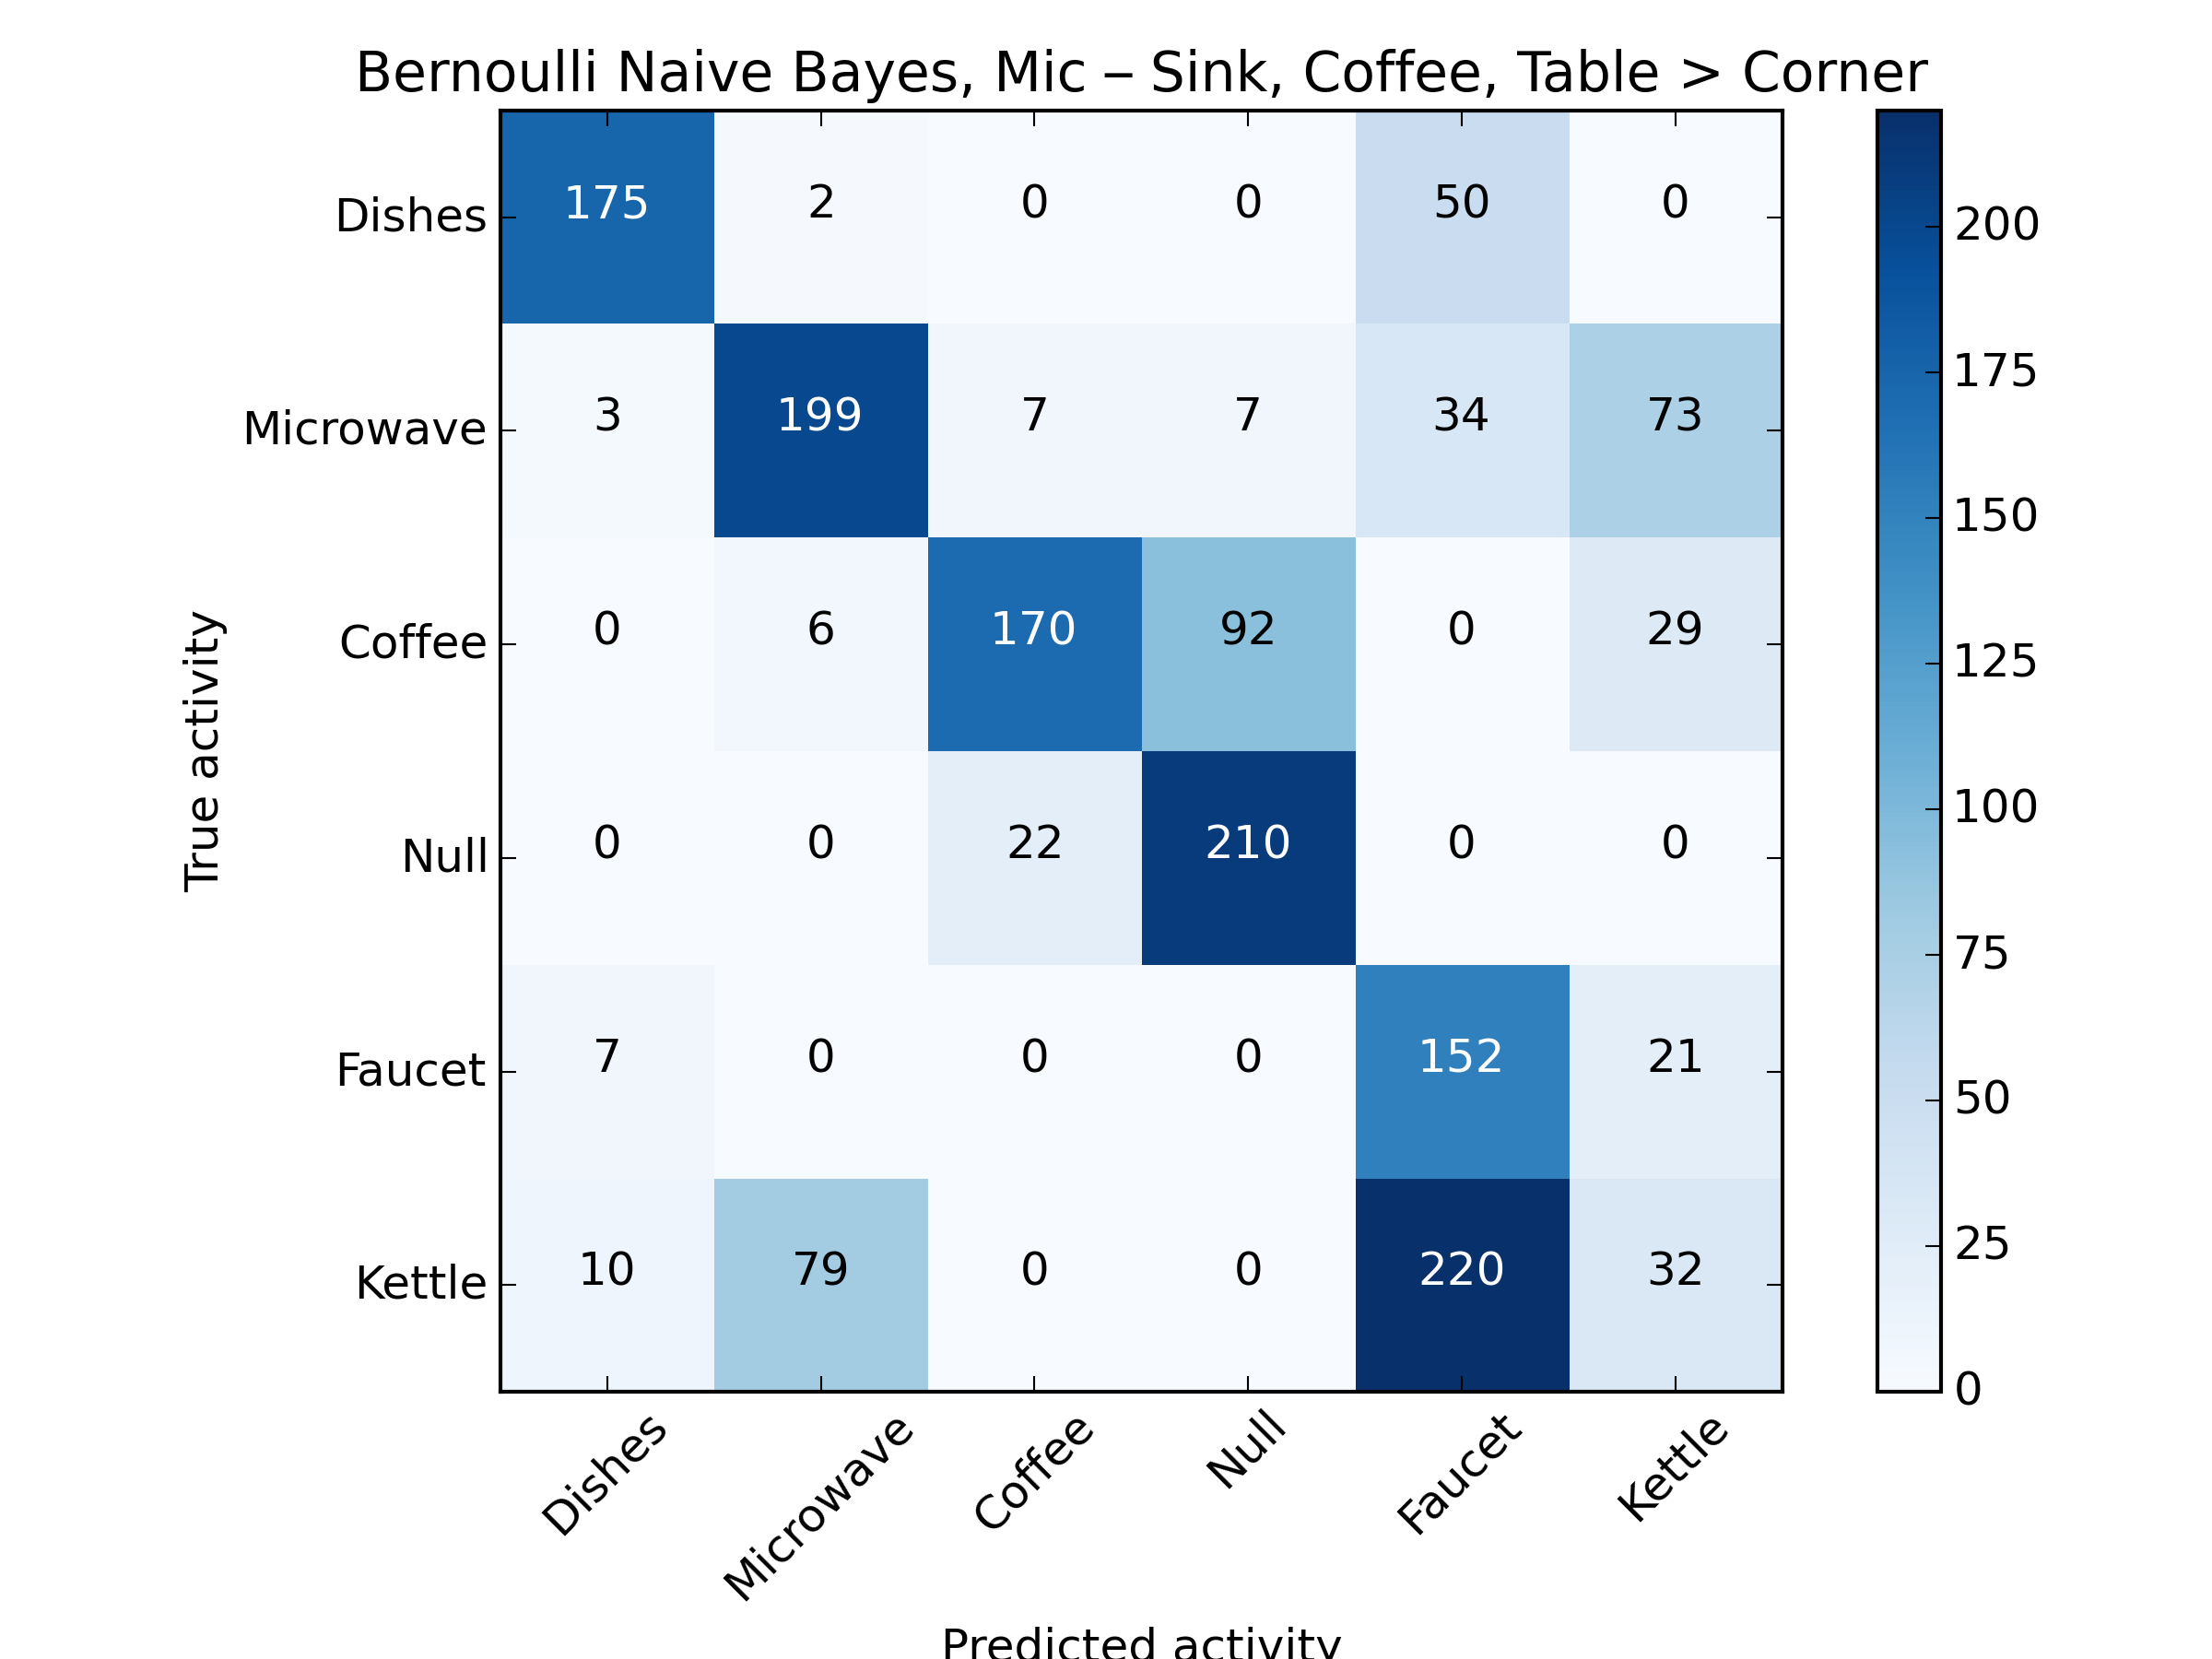 Bernoulli Naive Bayes, Mic – Sink, Coffee, Table > Corner
Dishes 175 2 0 0 50 0
Microwave 3 199 7 7 34 73
Coffee 0 6 170 92 0 29
Null 0 0 22 210 0 0
Faucet 7 0 0 0 152 21
Kettle 10 79 0 0 220 32
True activity
Dishes Microwave Coffee Null Faucet Kettle
Predicted activity
200
175
150
125
100
75
50
25
0